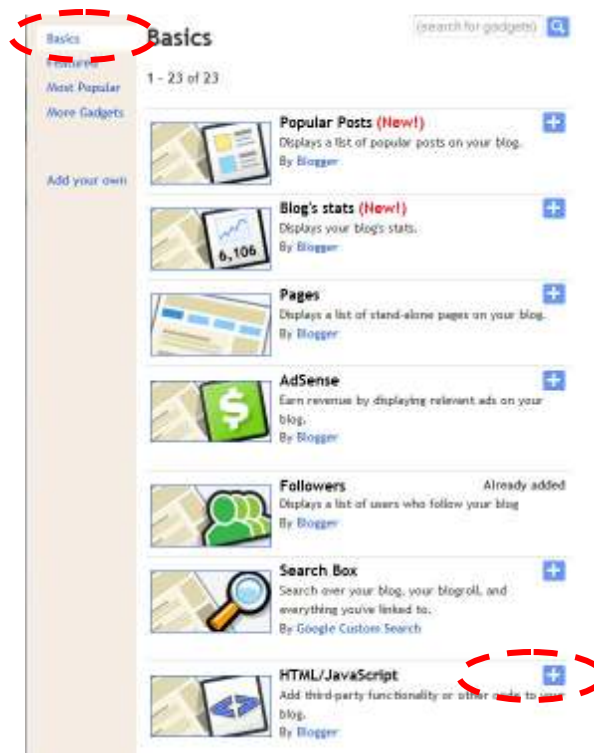 Basics
Featured
Most Popular
More Gadgets
Add your own
Basics
(search for gadgets)
1 - 23 of 23
Popular Posts (New!)
Displays a list of popular posts on your blog.
By Blogger
Blog's stats (New!)
Displays your blog's stats.
By Blogger
6,106
Pages
Displays a list of stand-alone pages on your blog.
By Blogger
AdSense
Earn revenue by displaying relevant ads on your
blog.
By Blogger
$
Followers
Already added
Displays a list of users who follow your blog
By Blogger
Search Box
Search over your blog, your blogroll, and
everything you've linked to.
By Google Custom Search
HTML/JavaScript
Add third-party functionality or other code to your
blog.
By Blogger
<>